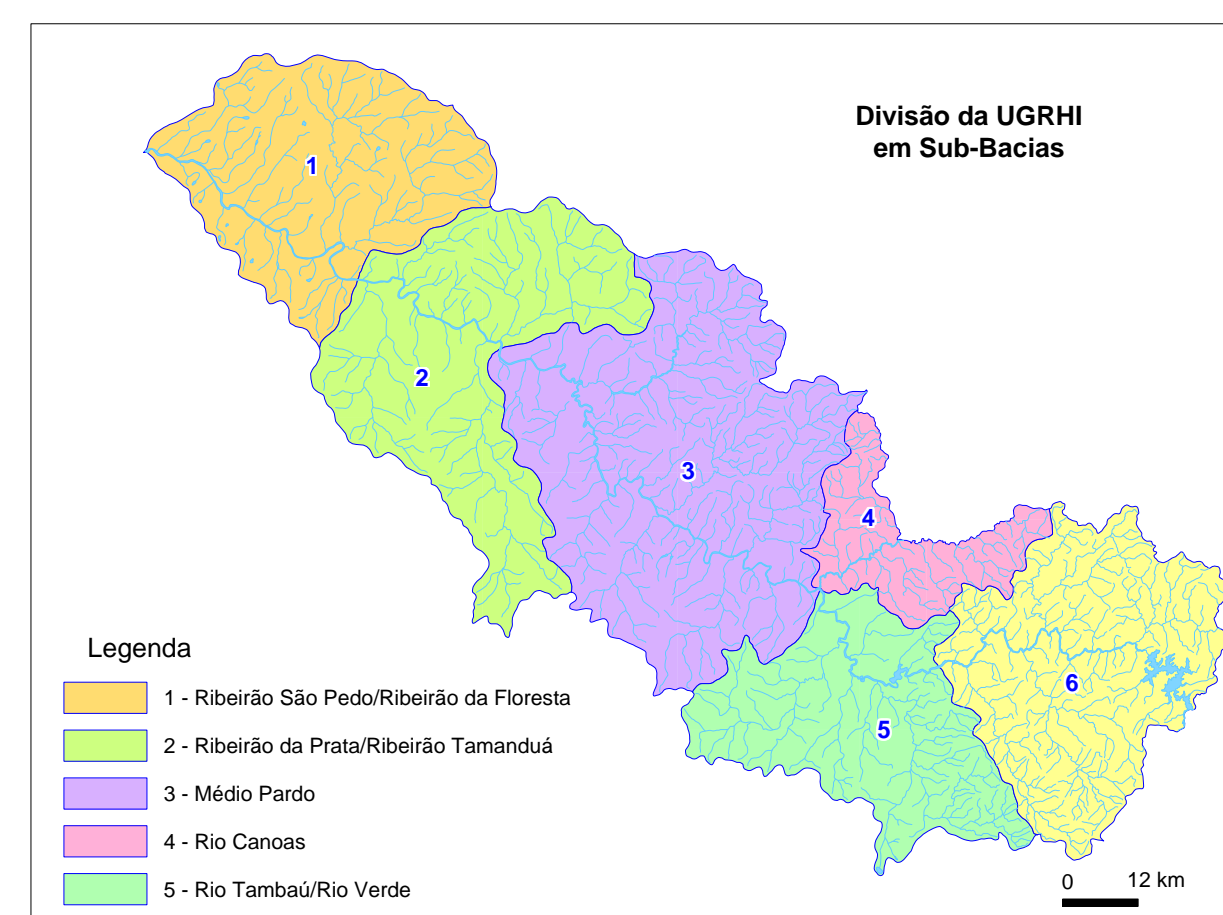 Divisão da UGRHI
em Sub-Bacias
1
2
3
4
5
6
Legenda
1 - Ribeirão São Pedo/Ribeirão da Floresta
2 - Ribeirão da Prata/Ribeirão Tamanduá
3 - Médio Pardo
4 - Rio Canoas
5 - Rio Tambaú/Rio Verde
0 12 km